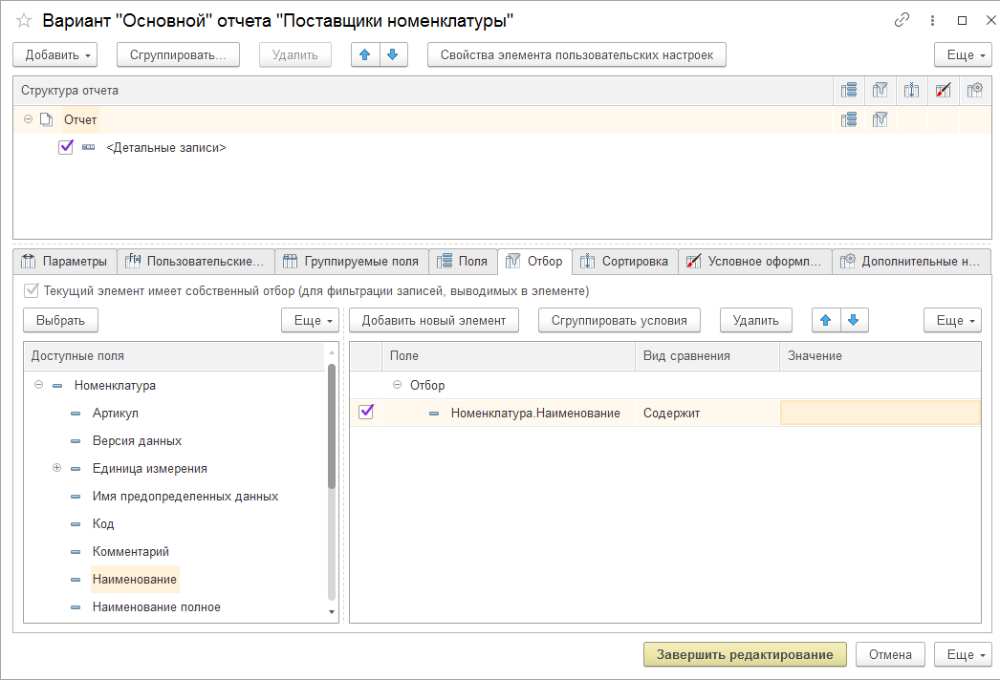 Вариант "Основной" отчета "Поставщики номенклатуры"
Добавить
Сгруппировать...
Удалить
Свойства элемента пользовательских настроек
Еще
Структура отчета
Отчет
<Детальные записи>
Параметры
Пользовательские...
Группируемые поля
Поля
Отбор
Сортировка
Условное оформл...
Дополнительные н...
Текущий элемент имеет собственный отбор (для фильтрации записей, выводимых в элементе)
Выбрать
Еще
Добавить новый элемент
Сгруппировать условия
Удалить
Еще
Доступные поля
Номенклатура
Артикул
Версия данных
Единица измерения
Имя предопределенных данных
Код
Комментарий
Наименование
Наименование полное
Поле
Вид сравнения
Значение
Отбор
Номенклатура.Наименование
Содержит
Завершить редактирование
Отмена
Еще